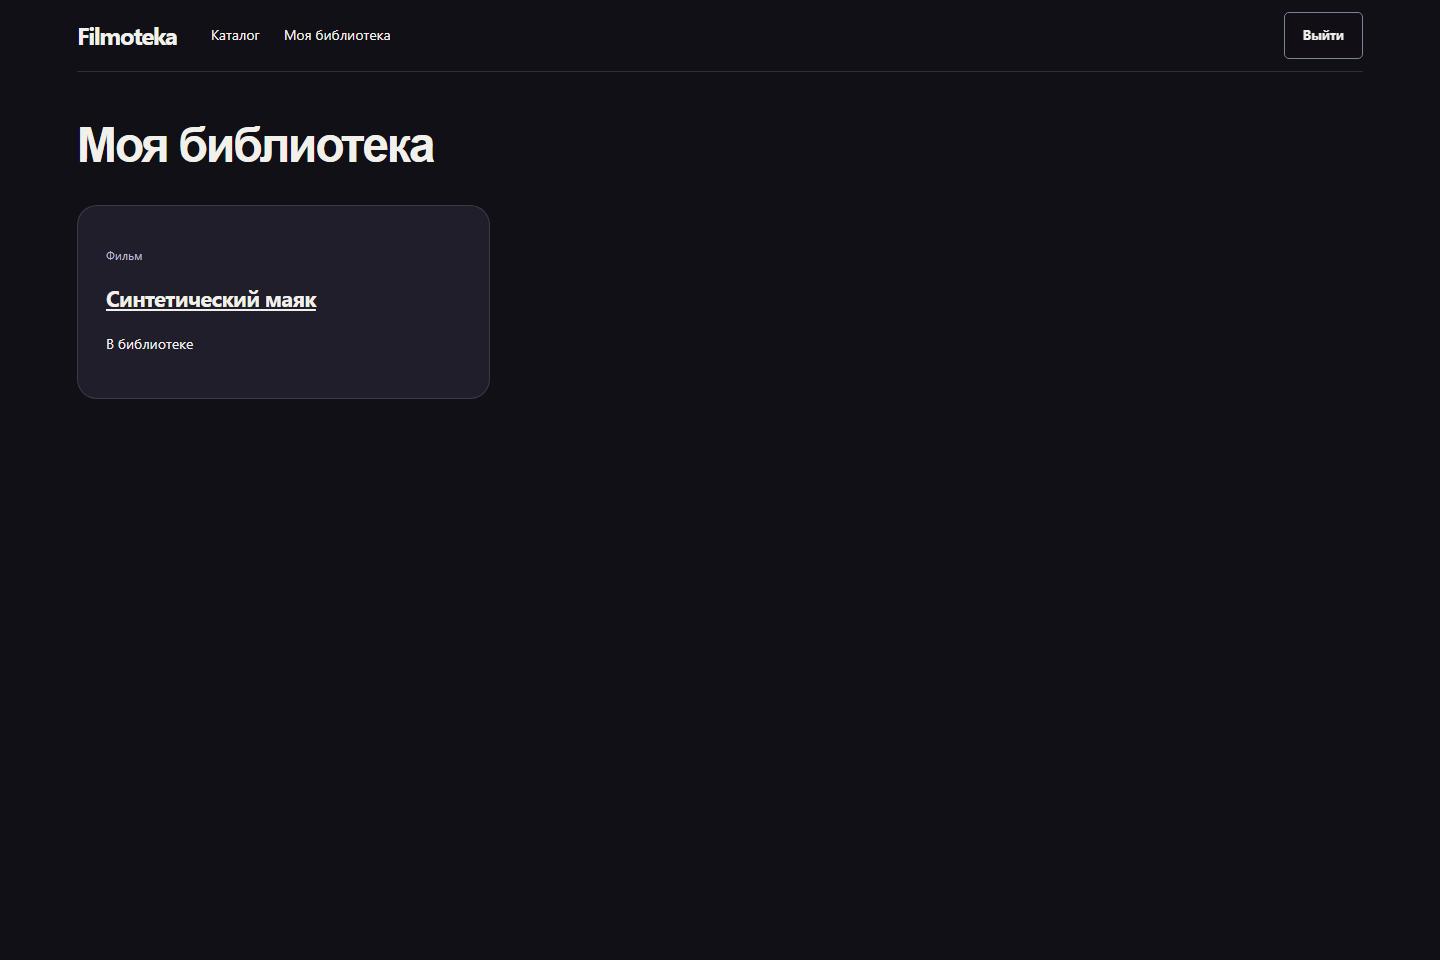 Filmoteka Каталог Моя библиотека Выйти
Моя библиотека
Фильм
Синтетический маяк
В библиотеке